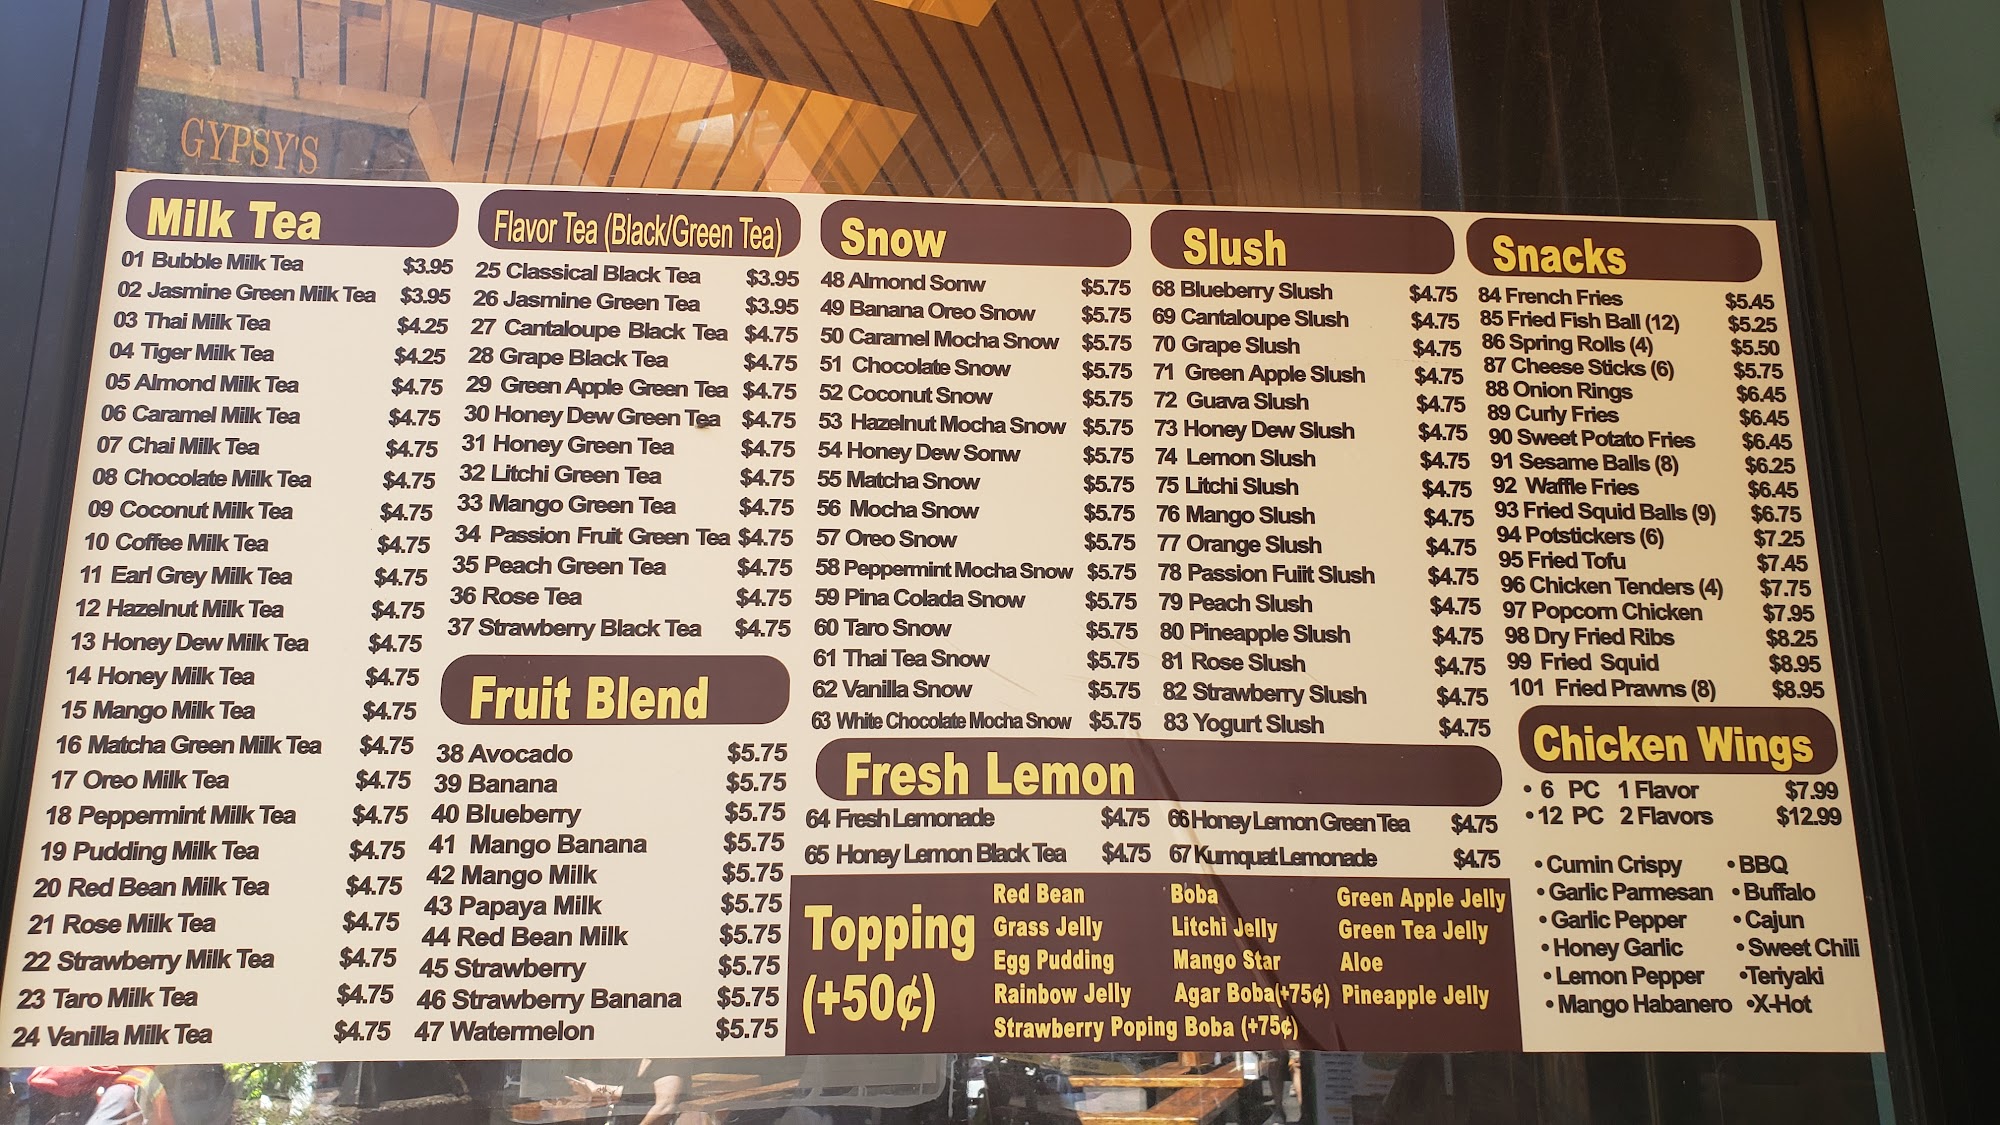 GYPSY'S
Milk Tea
01 Bubble Milk Tea $3.95
02 Jasmine Green Milk Tea $3.95
03 Thai Milk Tea $4.25
04 Tiger Milk Tea $4.25
05 Almond Milk Tea $4.75
06 Caramel Milk Tea $4.75
07 Chai Milk Tea $4.75
08 Chocolate Milk Tea $4.75
09 Coconut Milk Tea $4.75
10 Coffee Milk Tea $4.75
11 Earl Grey Milk Tea $4.75
12 Hazelnut Milk Tea $4.75
13 Honey Dew Milk Tea $4.75
14 Honey Milk Tea $4.75
15 Mango Milk Tea $4.75
16 Matcha Green Milk Tea $4.75
17 Oreo Milk Tea $4.75
18 Peppermint Milk Tea $4.75
19 Pudding Milk Tea $4.75
20 Red Bean Milk Tea $4.75
21 Rose Milk Tea $4.75
22 Strawberry Milk Tea $4.75
23 Taro Milk Tea $4.75
24 Vanilla Milk Tea $4.75
Flavor Tea (Black/Green Tea)
25 Classical Black Tea $3.95
26 Jasmine Green Tea $3.95
27 Cantaloupe Black Tea $4.75
28 Grape Black Tea $4.75
29 Green Apple Green Tea $4.75
30 Honey Dew Green Tea $4.75
31 Honey Green Tea $4.75
32 Litchi Green Tea $4.75
33 Mango Green Tea $4.75
34 Passion Fruit Green Tea $4.75
35 Peach Green Tea $4.75
36 Rose Tea $4.75
37 Strawberry Black Tea $4.75
Fruit Blend
38 Avocado $5.75
39 Banana $5.75
40 Blueberry $5.75
41 Mango Banana $5.75
42 Mango Milk $5.75
43 Papaya Milk $5.75
44 Red Bean Milk $5.75
45 Strawberry $5.75
46 Strawberry Banana $5.75
47 Watermelon $5.75
Snow
48 Almond Sonw $5.75
49 Banana Oreo Snow $5.75
50 Caramel Mocha Snow $5.75
51 Chocolate Snow $5.75
52 Coconut Snow $5.75
53 Hazelnut Mocha Snow $5.75
54 Honey Dew Sonw $5.75
55 Matcha Snow $5.75
56 Mocha Snow $5.75
57 Oreo Snow $5.75
58 Peppermint Mocha Snow $5.75
59 Pina Colada Snow $5.75
60 Taro Snow $5.75
61 Thai Tea Snow $5.75
62 Vanilla Snow $5.75
63 White Chocolate Mocha Snow $5.75
Slush
68 Blueberry Slush $4.75
69 Cantaloupe Slush $4.75
70 Grape Slush $4.75
71 Green Apple Slush $4.75
72 Guava Slush $4.75
73 Honey Dew Slush $4.75
74 Lemon Slush $4.75
75 Litchi Slush $4.75
76 Mango Slush $4.75
77 Orange Slush $4.75
78 Passion Fuiit Slush $4.75
79 Peach Slush $4.75
80 Pineapple Slush $4.75
81 Rose Slush $4.75
82 Strawberry Slush $4.75
83 Yogurt Slush $4.75
Fresh Lemon
64 Fresh Lemonade $4.75 66 Honey Lemon Green Tea $4.75
65 Honey Lemon Black Tea $4.75 67 Kumquat Lemonade $4.75
Topping
(+50¢)
Red Bean Boba Green Apple Jelly
Grass Jelly Litchi Jelly Green Tea Jelly
Egg Pudding Mango Star Aloe
Rainbow Jelly Agar Boba(+75¢) Pineapple Jelly
Strawberry Poping Boba (+75¢)
Snacks
84 French Fries $5.45
85 Fried Fish Ball (12) $5.25
86 Spring Rolls (4) $5.50
87 Cheese Sticks (6) $5.75
88 Onion Rings $6.45
89 Curly Fries $6.45
90 Sweet Potato Fries $6.45
91 Sesame Balls (8) $6.25
92 Waffle Fries $6.45
93 Fried Squid Balls (9) $6.75
94 Potstickers (6) $7.25
95 Fried Tofu $7.45
96 Chicken Tenders (4) $7.75
97 Popcorn Chicken $7.95
98 Dry Fried Ribs $8.25
99 Fried Squid $8.95
101 Fried Prawns (8) $8.95
Chicken Wings
• 6 PC 1 Flavor $7.99
• 12 PC 2 Flavors $12.99
• Cumin Crispy • BBQ
• Garlic Parmesan • Buffalo
• Garlic Pepper • Cajun
• Honey Garlic • Sweet Chili
• Lemon Pepper • Teriyaki
• Mango Habanero • X-Hot